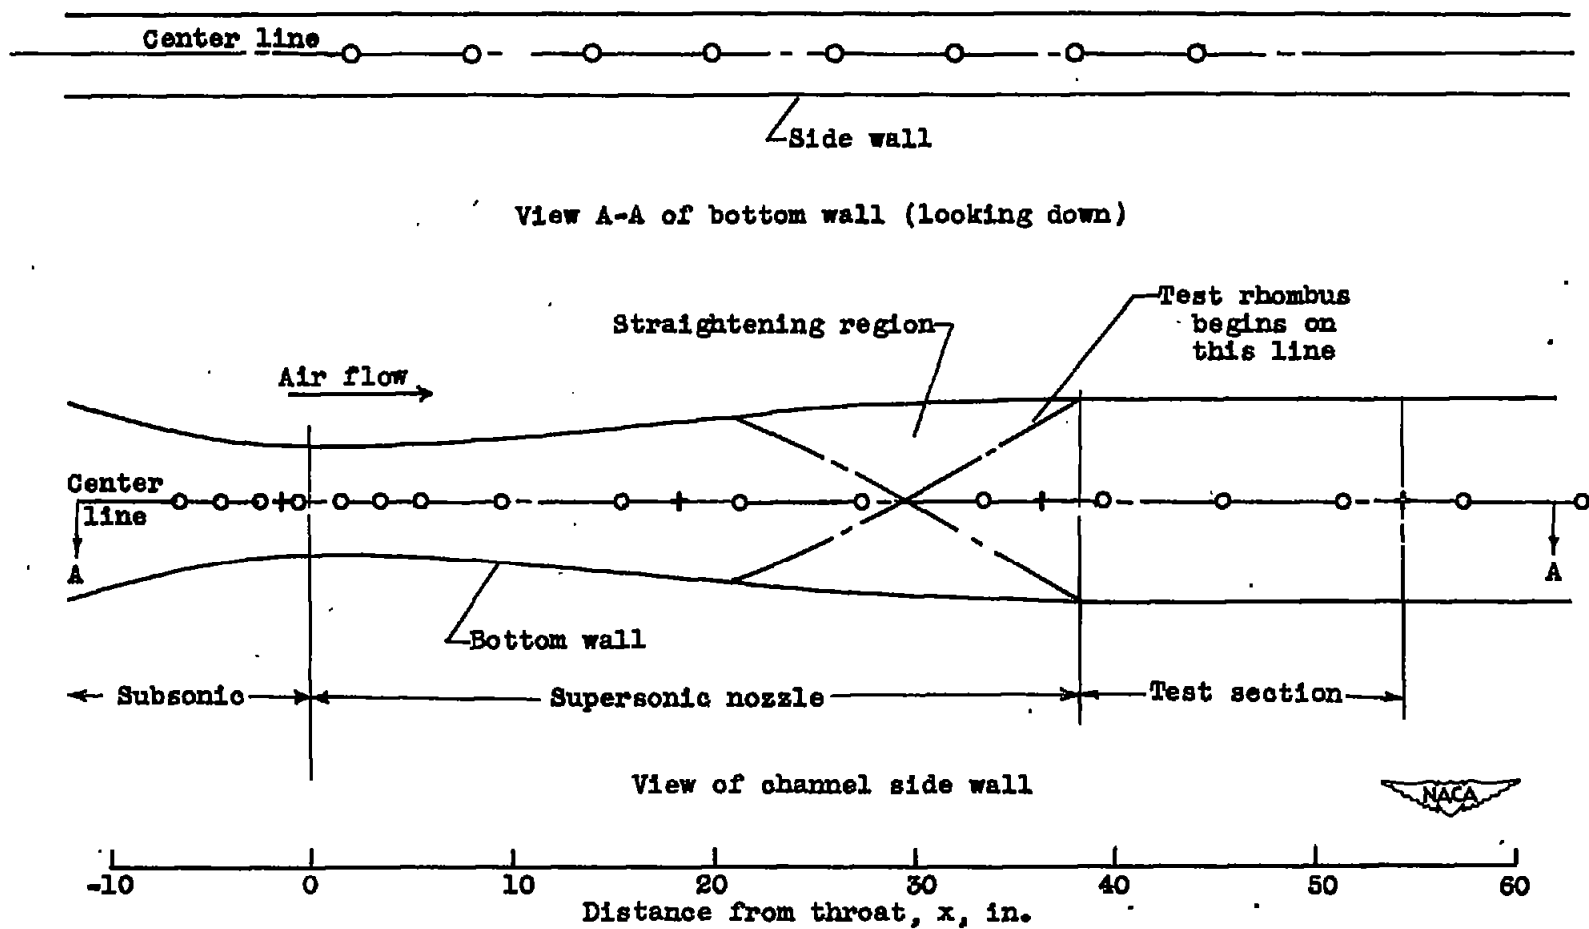 Center line
Side wall
View A-A of bottom wall (looking down)
Test rhombus
begins on
this line
Straightening region
Air flow
Center
line
A
A
Bottom wall
Subsonic
Supersonic nozzle
Test section
View of channel side wall
NACA
-10 0 10 20 30 40 50 60
Distance from throat, x, in.